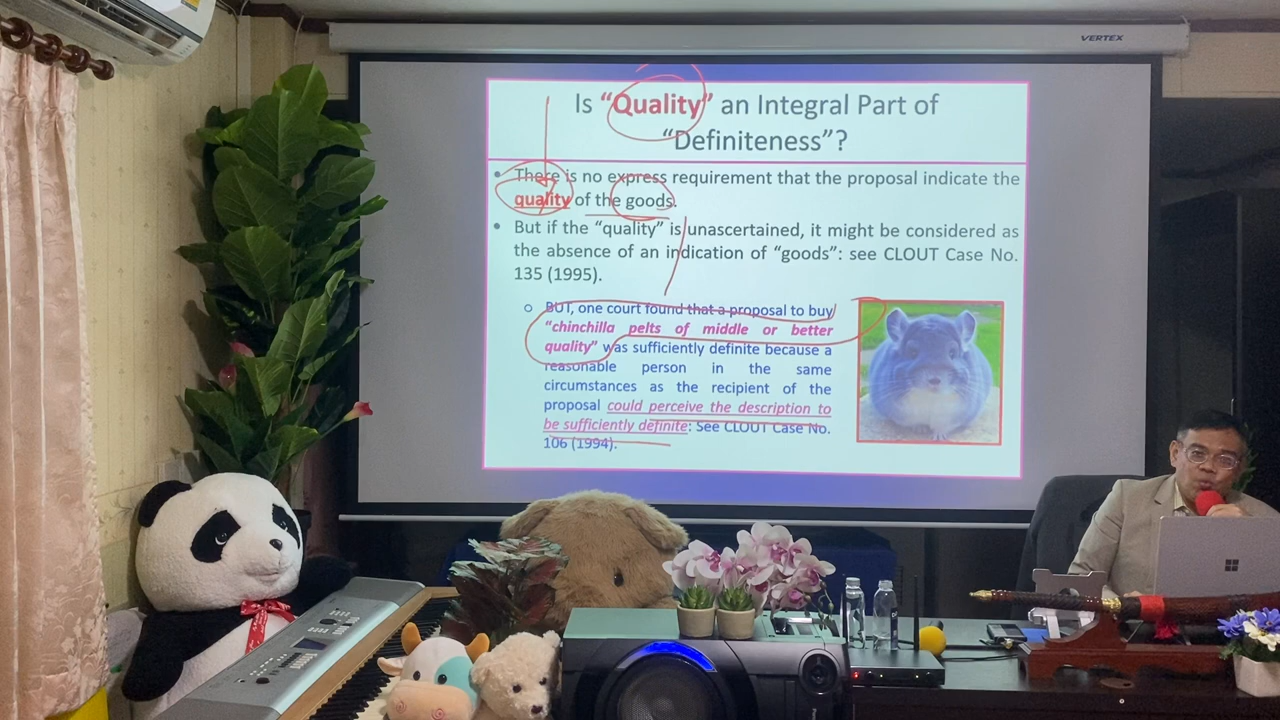 VERTEX
Is “Quality” an Integral Part of
“Definiteness”?
• There is no express requirement that the proposal indicate the
quality of the goods.
• But if the “quality” is unascertained, it might be considered as
the absence of an indication of “goods”: see CLOUT Case No.
135 (1995).
o BUT, one court found that a proposal to buy
“chinchilla pelts of middle or better
quality” was sufficiently definite because a
reasonable person in the same
circumstances as the recipient of the
proposal could perceive the description to
be sufficiently definite: See CLOUT Case No.
106 (1994).